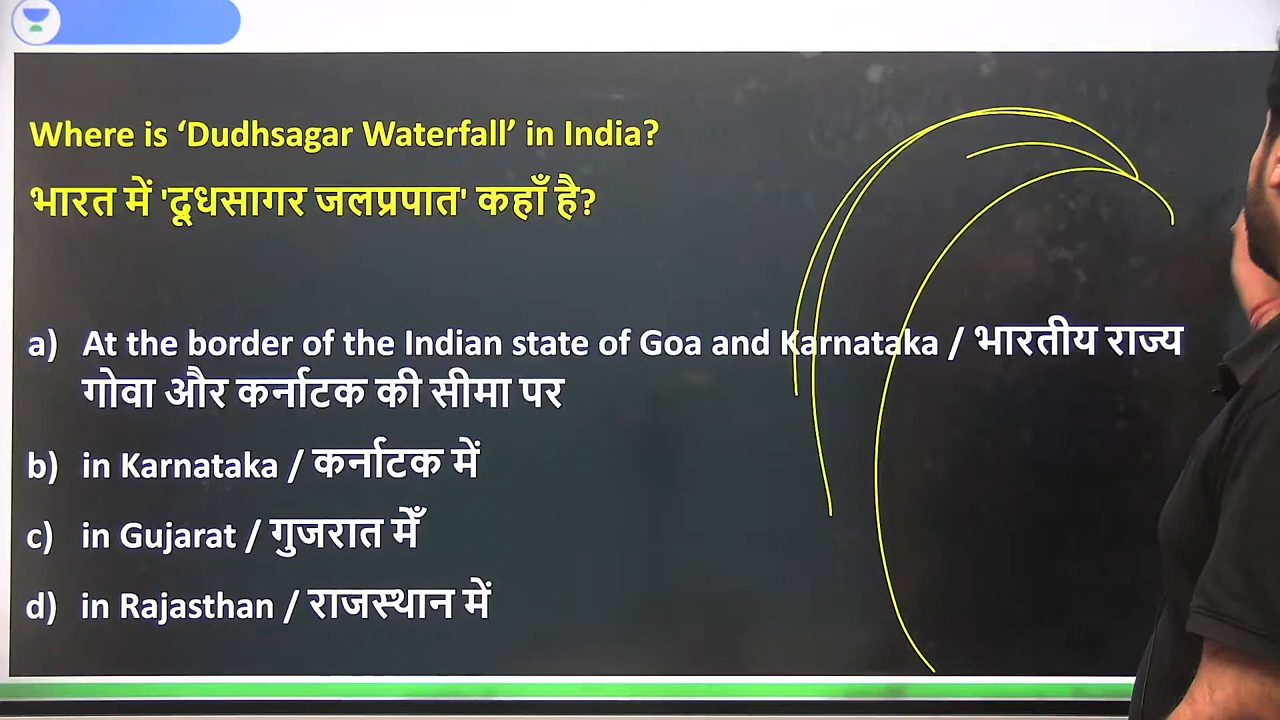 Where is ‘Dudhsagar Waterfall’ in India?
भारत में 'दूधसागर जलप्रपात' कहाँ है?
a) At the border of the Indian state of Goa and Karnataka / भारतीय राज्य
गोवा और कर्नाटक की सीमा पर
b) in Karnataka / कर्नाटक में
c) in Gujarat / गुजरात मेँ
d) in Rajasthan / राजस्थान में